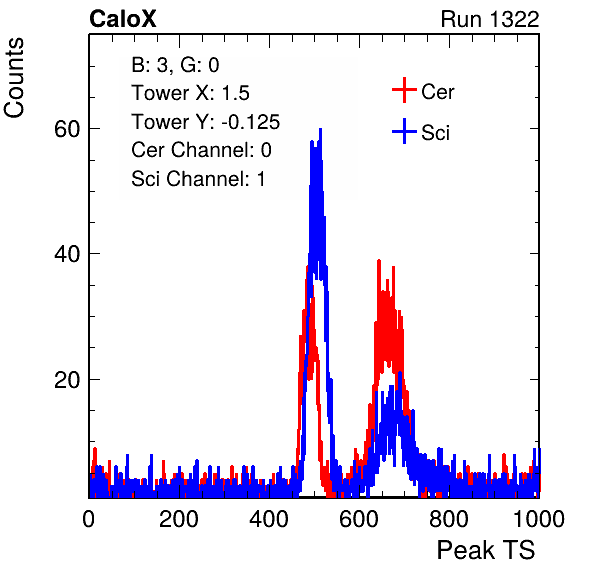 CaloX Run 1322
Counts
B: 3, G: 0
Tower X: 1.5
Tower Y: -0.125
Cer Channel: 0
Sci Channel: 1
Cer
Sci
60
40
20
0 200 400 600 800 1000
Peak TS